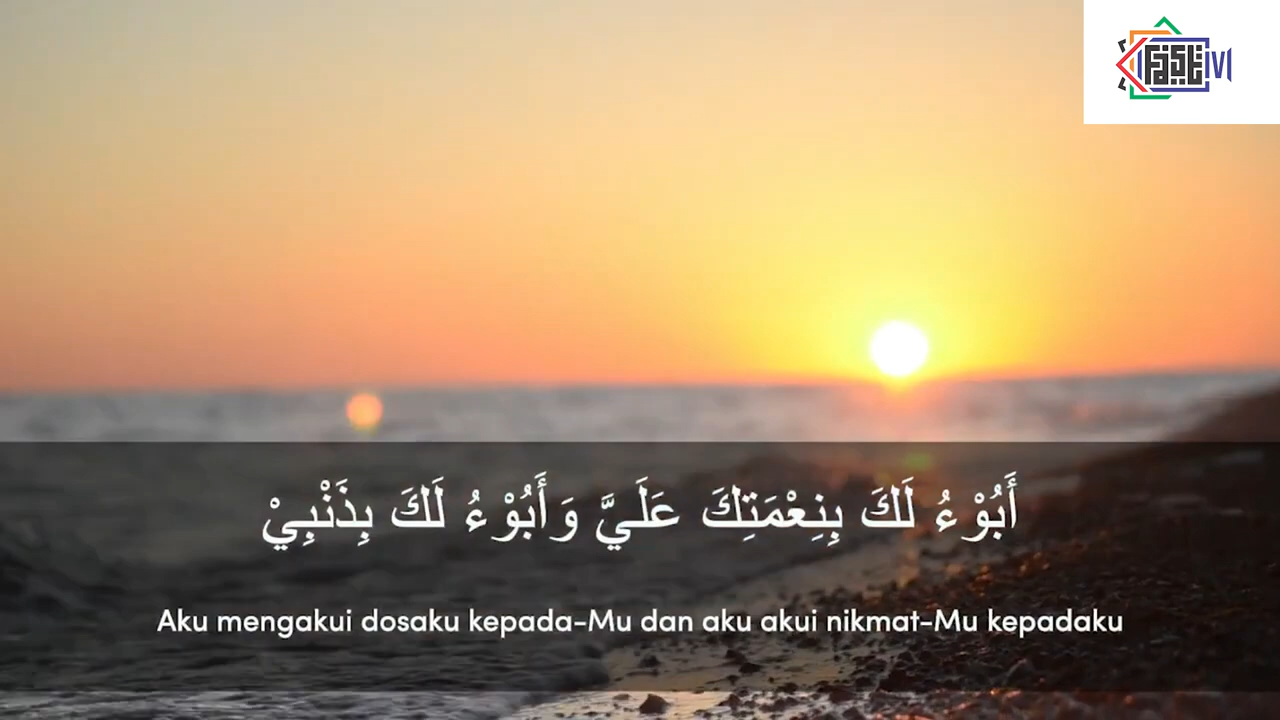 أَبُوْءُ لَكَ بِنِعْمَتِكَ عَلَيَّ وَأَبُوْءُ لَكَ بِذَنْبِيْ
Aku mengakui dosaku kepada-Mu dan aku akui nikmat-Mu kepadaku